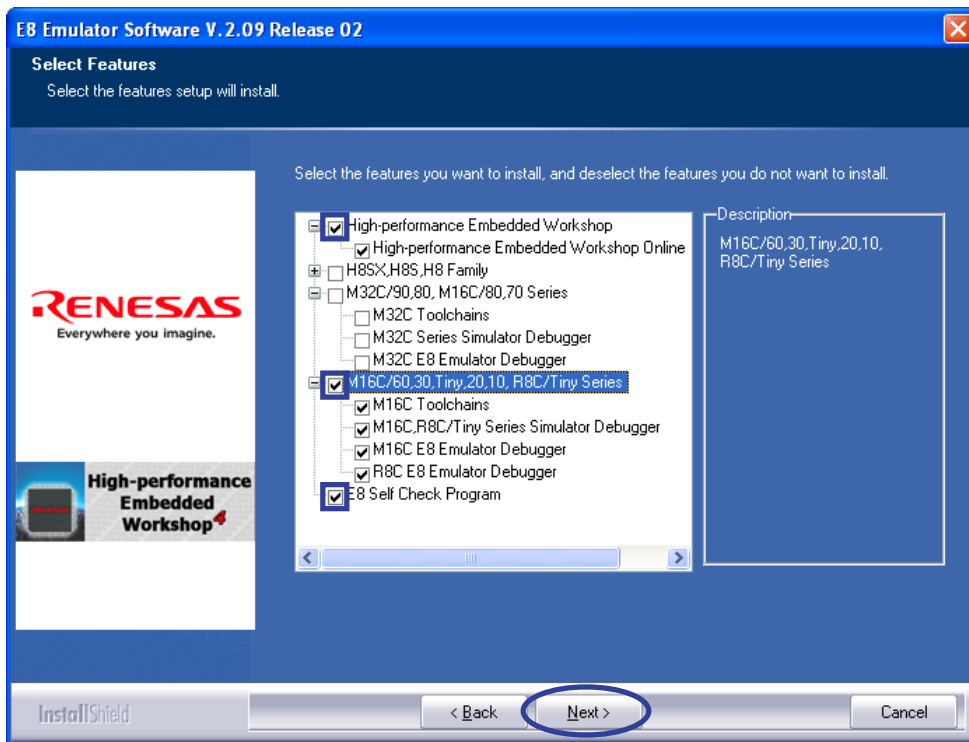 E8 Emulator Software V.2.09 Release 02
Select Features
Select the features setup will install.
Select the features you want to install, and deselect the features you do not want to install.
High-performance Embedded Workshop
High-performance Embedded Workshop Online
H8SX,H8S,H8 Family
M32C/90,80, M16C/80,70 Series
M32C Toolchains
M32C Series Simulator Debugger
M32C E8 Emulator Debugger
M16C/60,30,Tiny,20,10, R8C/Tiny Series
M16C Toolchains
M16C,R8C/Tiny Series Simulator Debugger
M16C E8 Emulator Debugger
R8C E8 Emulator Debugger
E8 Self Check Program
Description
M16C/60,30,Tiny,20,10,
R8C/Tiny Series
RENESAS
Everywhere you imagine.
RENESAS
High-performance
Embedded
Workshop4
InstallShield
< Back
Next >
Cancel